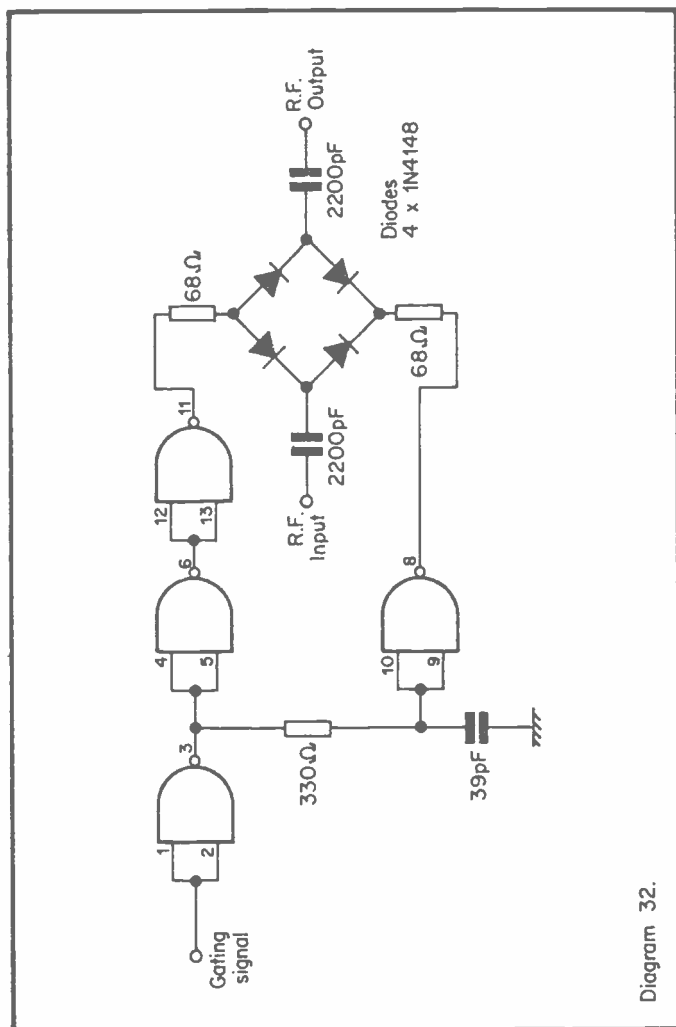 Gating
signal
1
2
3
4
5
6
12
13
11
68Ω
330Ω
39pF
10
9
8
R.F.
Input
2200pF
68Ω
2200pF
R.F.
Output
Diodes
4 x 1N4148
Diagram 32.